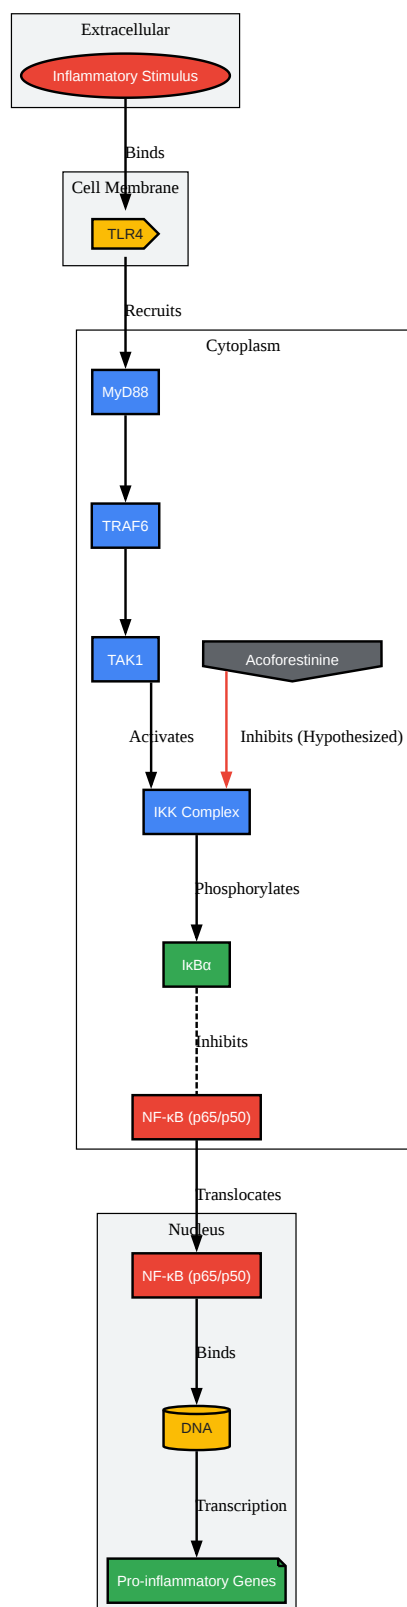 Extracellular
Inflammatory Stimulus
Binds
Cell Membrane
TLR4
Recruits
Cytoplasm
MyD88
TRAF6
TAK1
Acoforestinine
Activates
Inhibits (Hypothesized)
IKK Complex
Phosphorylates
IκBα
Inhibits
NF-κB (p65/p50)
Translocates
Nucleus
NF-κB (p65/p50)
Binds
DNA
Transcription
Pro-inflammatory Genes